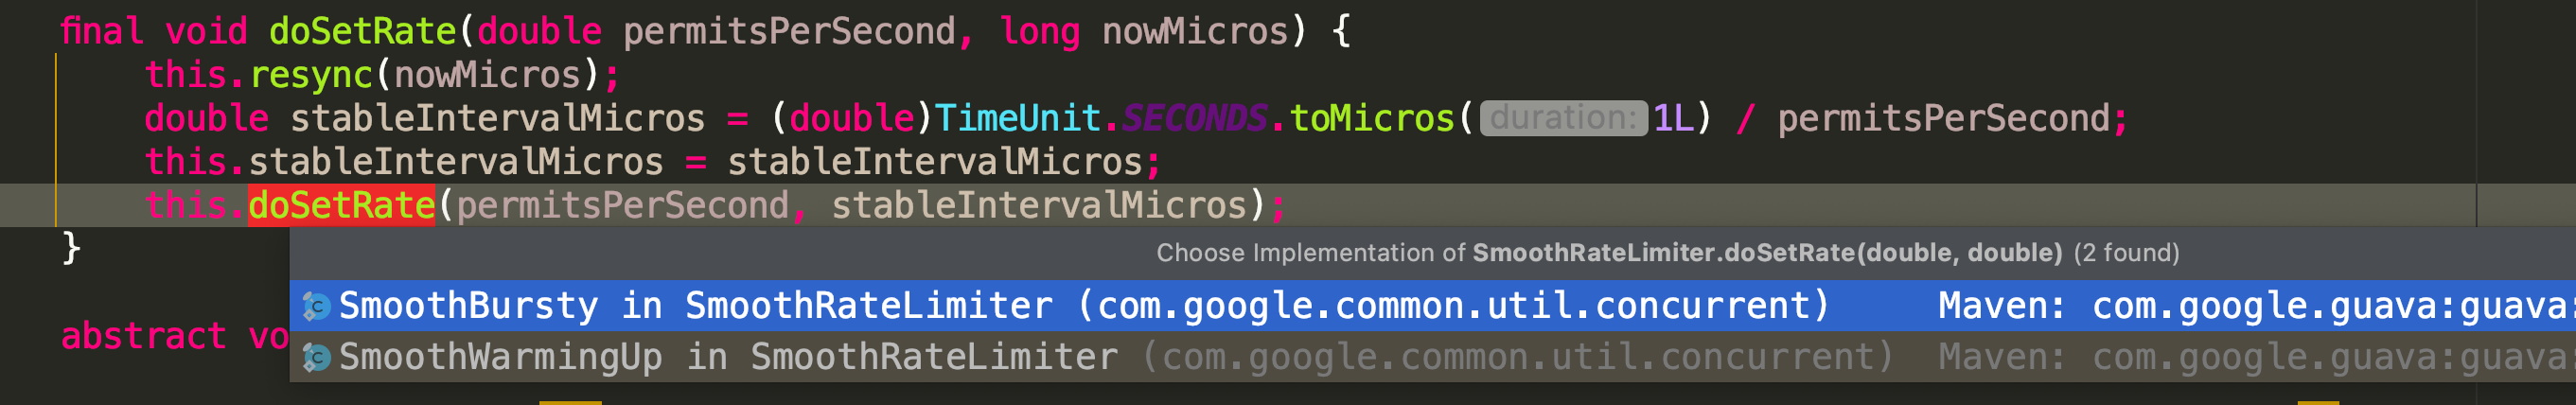 final void doSetRate(double permitsPerSecond, long nowMicros) {
this.resync(nowMicros);
double stableIntervalMicros = (double)TimeUnit.SECONDS.toMicros( duration: 1L) / permitsPerSecond;
this.stableIntervalMicros = stableIntervalMicros;
this.doSetRate(permitsPerSecond, stableIntervalMicros);
}
Choose Implementation of SmoothRateLimiter.doSetRate(double, double) (2 found)
SmoothBursty in SmoothRateLimiter (com.google.common.util.concurrent) Maven: com.google.guava:guava:
abstract vo
SmoothWarmingUp in SmoothRateLimiter (com.google.common.util.concurrent) Maven: com.google.guava:guava: